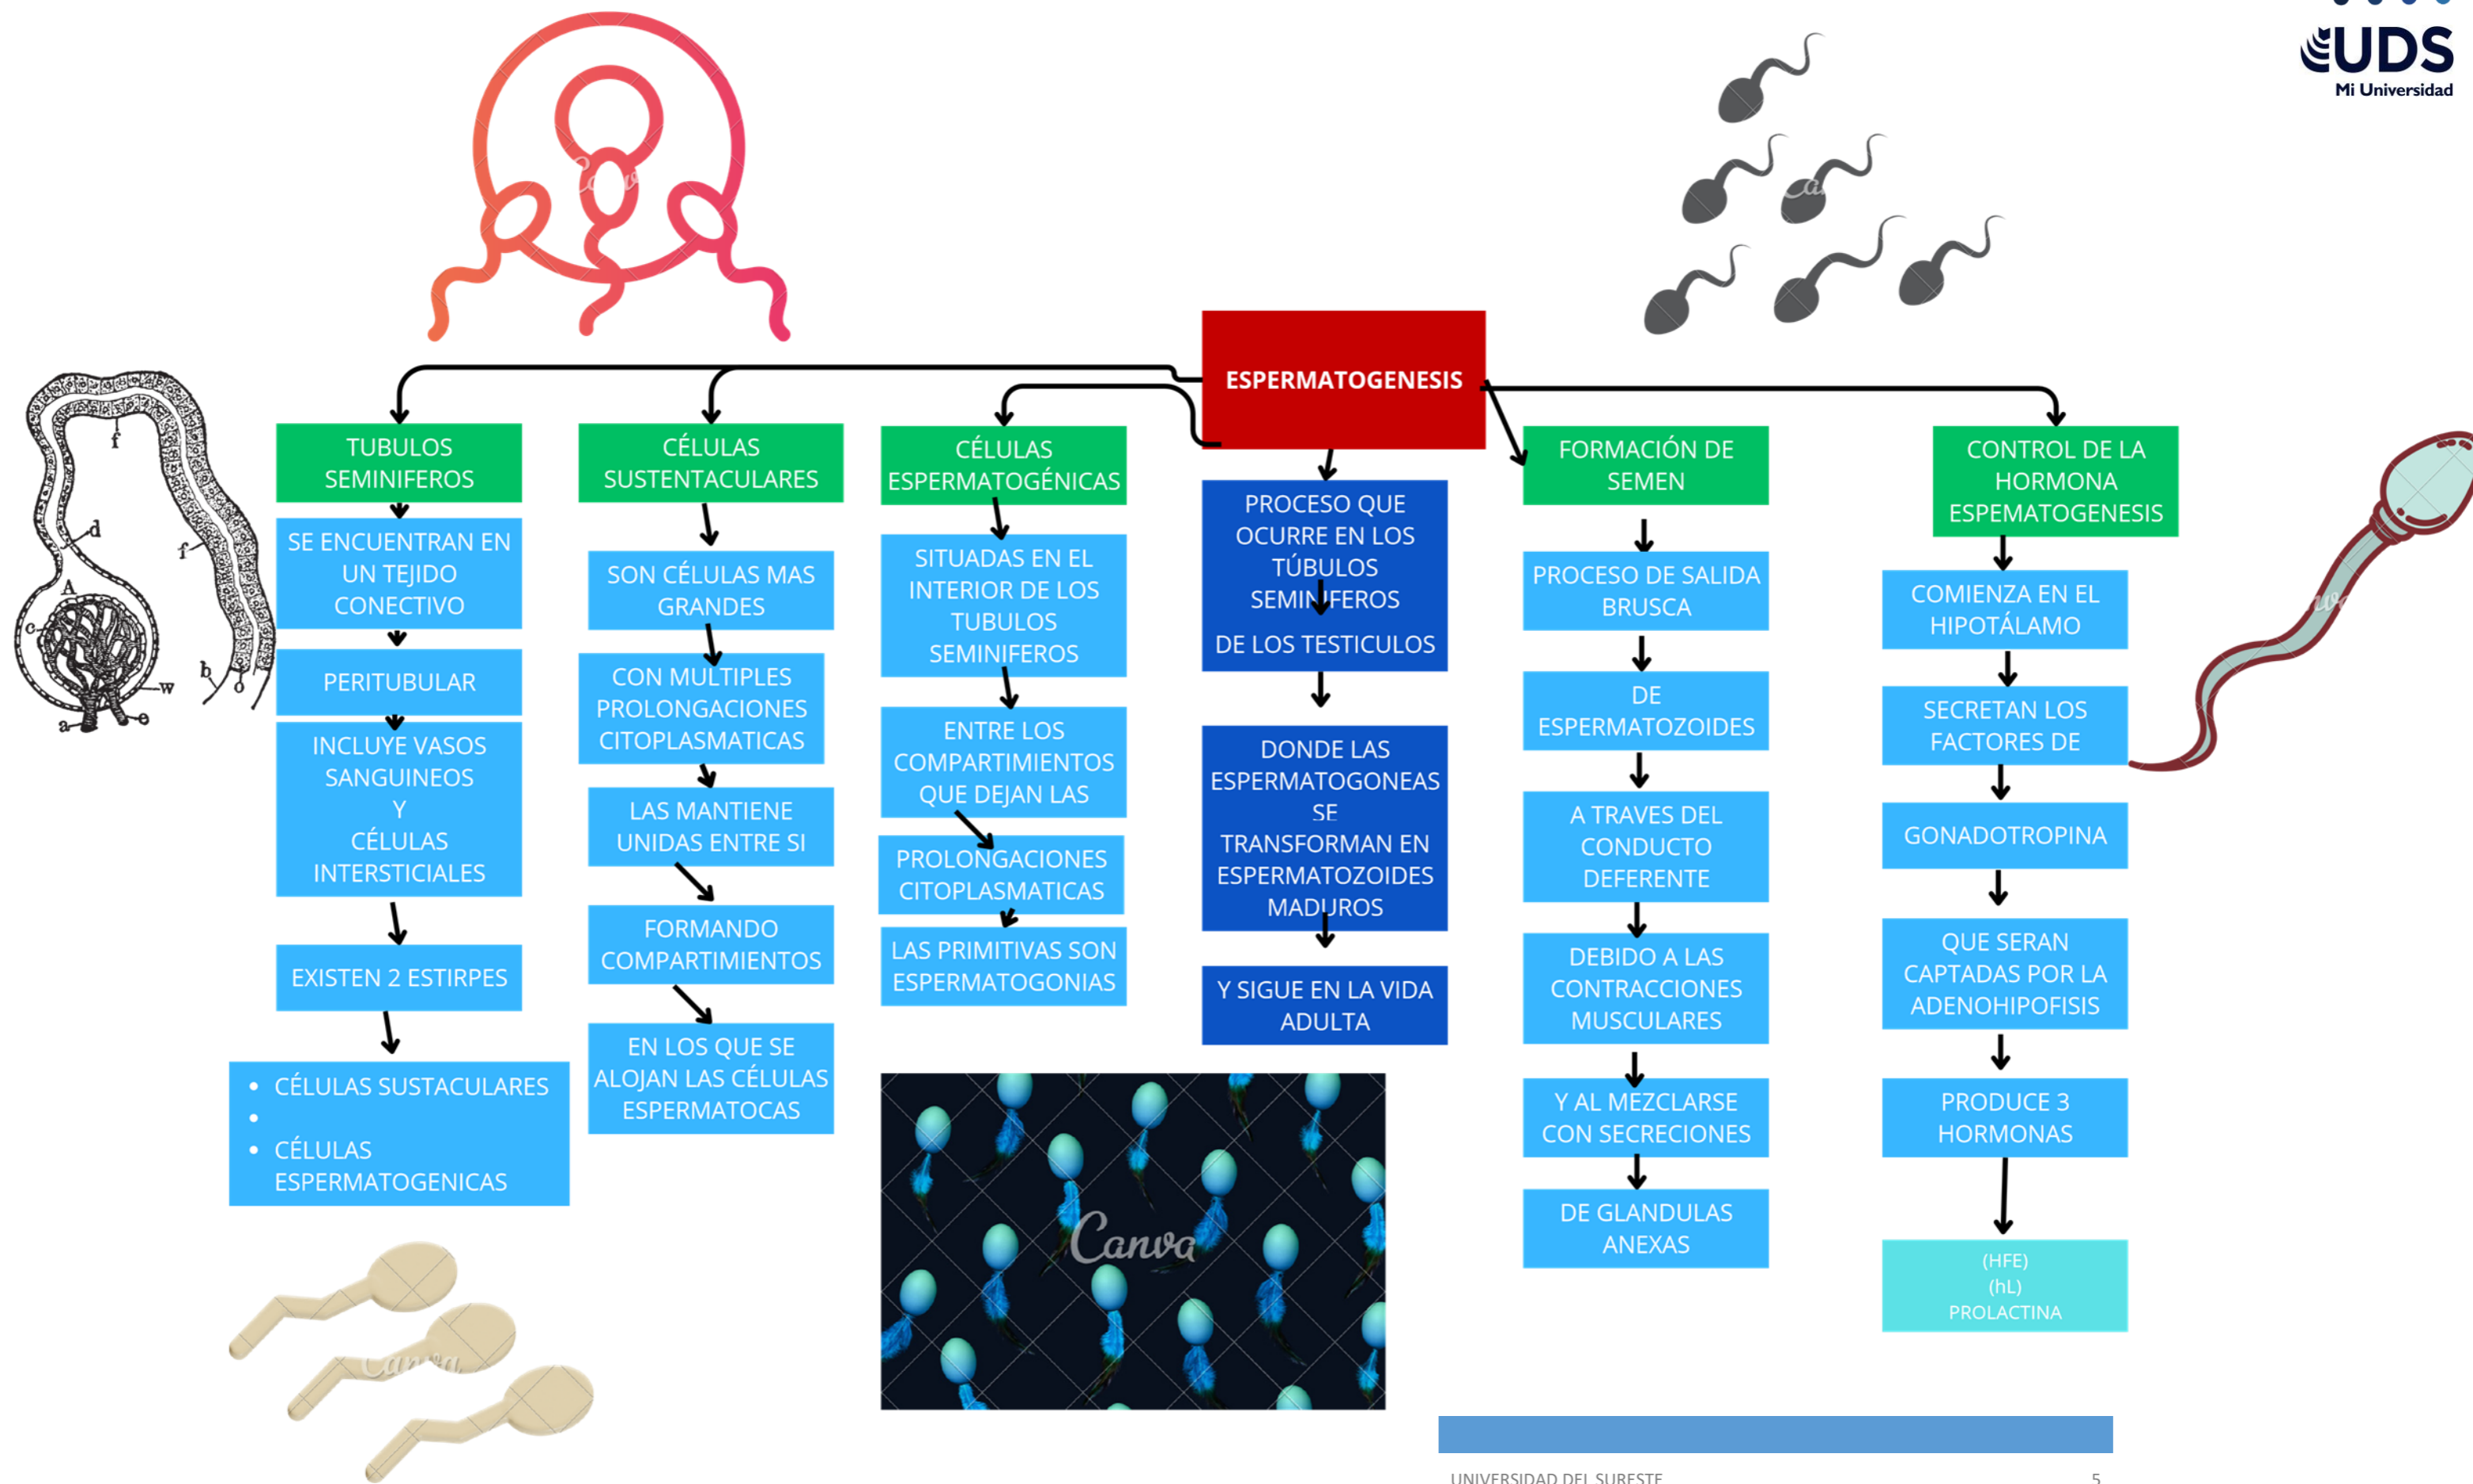 UDS
Mi Universidad
ESPERMATOGENESIS
TUBULOS
SEMINIFEROS
SE ENCUENTRAN EN
UN TEJIDO
CONECTIVO
PERITUBULAR
INCLUYE VASOS
SANGUINEOS
Y
CÉLULAS
INTERSTICIALES
EXISTEN 2 ESTIRPES
• CÉLULAS SUSTACULARES
•
• CÉLULAS
ESPERMATOGENICAS
CÉLULAS
SUSTENTACULARES
SON CÉLULAS MAS
GRANDES
CON MULTIPLES
PROLONGACIONES
CITOPLASMATICAS
LAS MANTIENE
UNIDAS ENTRE SI
FORMANDO
COMPARTIMIENTOS
EN LOS QUE SE
ALOJAN LAS CÉLULAS
ESPERMATOCAS
CÉLULAS
ESPERMATOGÉNICAS
SITUADAS EN EL
INTERIOR DE LOS
TUBULOS
SEMINIFEROS
ENTRE LOS
COMPARTIMIENTOS
QUE DEJAN LAS
PROLONGACIONES
CITOPLASMATICAS
LAS PRIMITIVAS SON
ESPERMATOGONIAS
PROCESO QUE
OCURRE EN LOS
TÚBULOS
SEMINIFEROS
DE LOS TESTICULOS
DONDE LAS
ESPERMATOGONEAS
SE
TRANSFORMAN EN
ESPERMATOZOIDES
MADUROS
Y SIGUE EN LA VIDA
ADULTA
FORMACIÓN DE
SEMEN
PROCESO DE SALIDA
BRUSCA
DE
ESPERMATOZOIDES
A TRAVES DEL
CONDUCTO
DEFERENTE
DEBIDO A LAS
CONTRACCIONES
MUSCULARES
Y AL MEZCLARSE
CON SECRECIONES
DE GLANDULAS
ANEXAS
CONTROL DE LA
HORMONA
ESPEMATOGENESIS
COMIENZA EN EL
HIPOTÁLAMO
SECRETAN LOS
FACTORES DE
GONADOTROPINA
QUE SERAN
CAPTADAS POR LA
ADENOHIPOFISIS
PRODUCE 3
HORMONAS
(HFE)
(hL)
PROLACTINA
f
d
f
A
c
b
o
w
a
e
Canva
Canva
UNIVERSIDAD DEL SURESTE
5